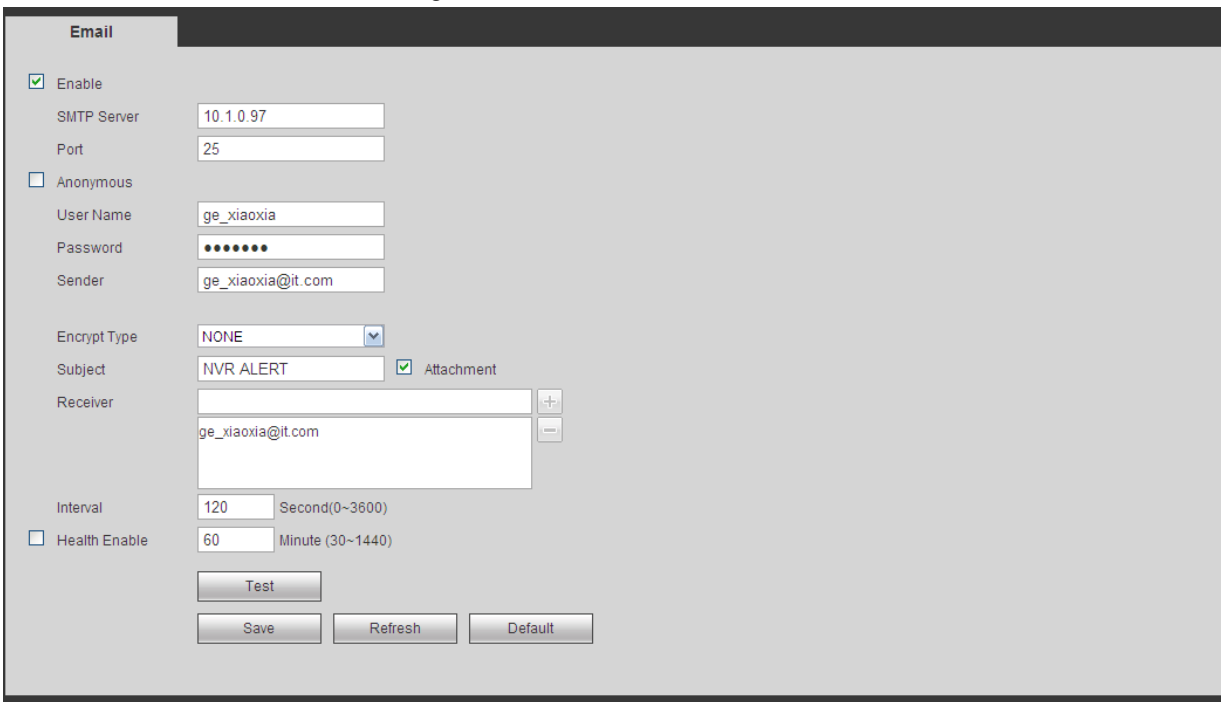 Email
Enable
SMTP Server 10.1.0.97
Port 25
Anonymous
User Name ge_xiaoxia
Password ●●●●●●●
Sender ge_xiaoxia@it.com
Encrypt Type NONE
Subject NVR ALERT Attachment
Receiver
ge_xiaoxia@it.com
Interval 120 Second(0~3600)
Health Enable 60 Minute (30~1440)
Test
Save Refresh Default